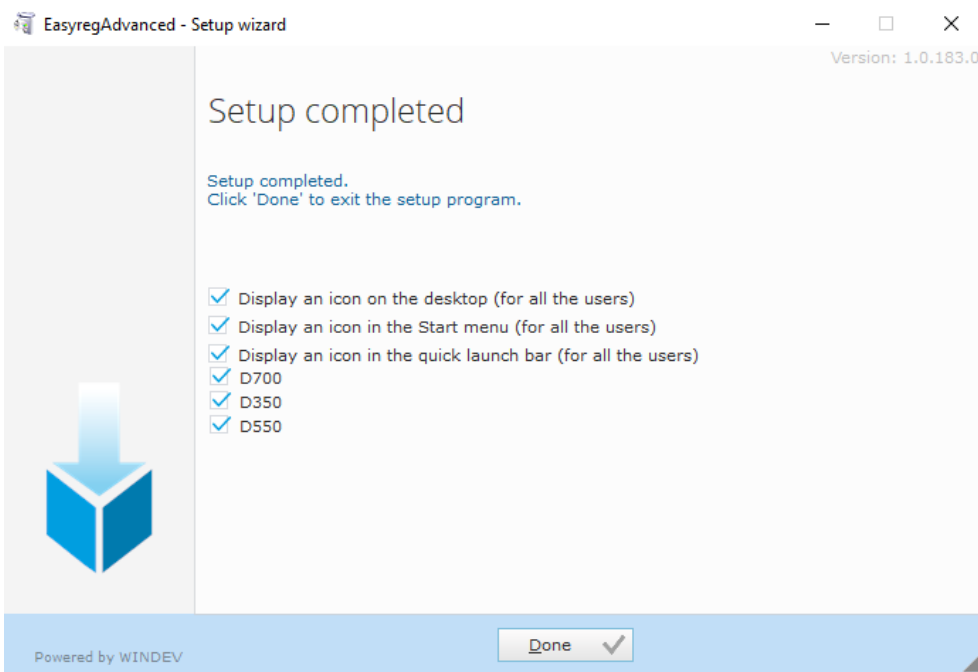 EasyregAdvanced - Setup wizard
Version: 1.0.183.0
Setup completed
Setup completed.
Click 'Done' to exit the setup program.
Display an icon on the desktop (for all the users)
Display an icon in the Start menu (for all the users)
Display an icon in the quick launch bar (for all the users)
D700
D350
D550
Done
Powered by WINDEV